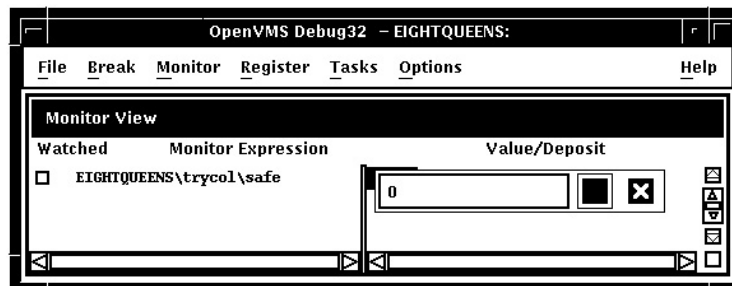 OpenVMS Debug32 – EIGHTQUEENS:
File Break Monitor Register Tasks Options Help
Monitor View
Watched Monitor Expression Value/Deposit
EIGHTQUEENS\trycol\safe 0